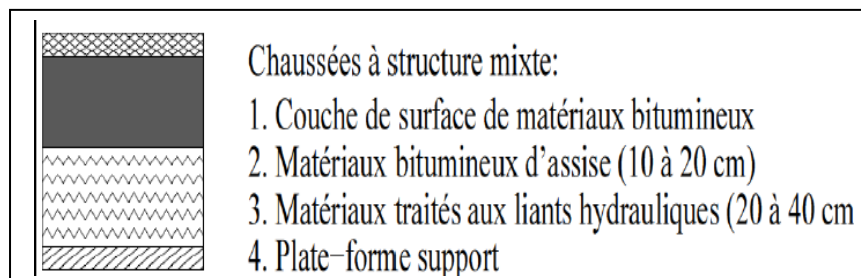 Chaussées à structure mixte:
1. Couche de surface de matériaux bitumineux
2. Matériaux bitumineux d'assise (10 à 20 cm)
3. Matériaux traités aux liants hydrauliques (20 à 40 cm
4. Plate-forme support